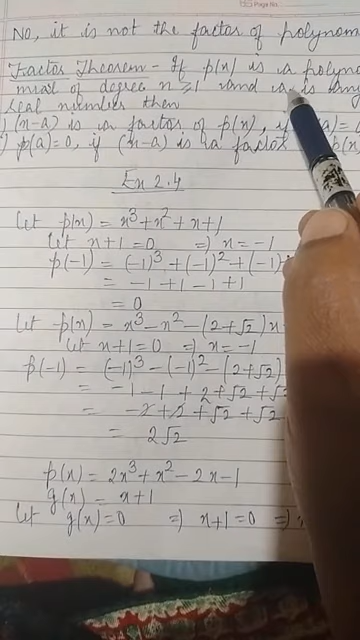 No, it is not the factor of polynom
Factor Theorem - If p(x) is a polyno
mial of degree n ≥ 1 and a is any
real number then
) (x-a) is a factor of p(x), if (a) =
) p(a)=0, if (x-a) is a factor p(x)
Ex 2.4
Let p(x) = x³+x²+x+1
Let x+1=0 ⇒ x=-1
p(-1) = (-1)³+(-1)²+(-1)
= -1+1-1+1
= 0
Let p(x) = x³-x²-(2+√2)x
Let x+1=0 ⇒ x=-1
p(-1) = (-1)³-(-1)²-(2+√2)
= -1-1+2+√2+√2
= -2+2+√2+√2
= 2√2
p(x) = 2x³+x²-2x-1
g(x) = x+1
Let g(x)=0 ⇒ x+1=0 ⇒